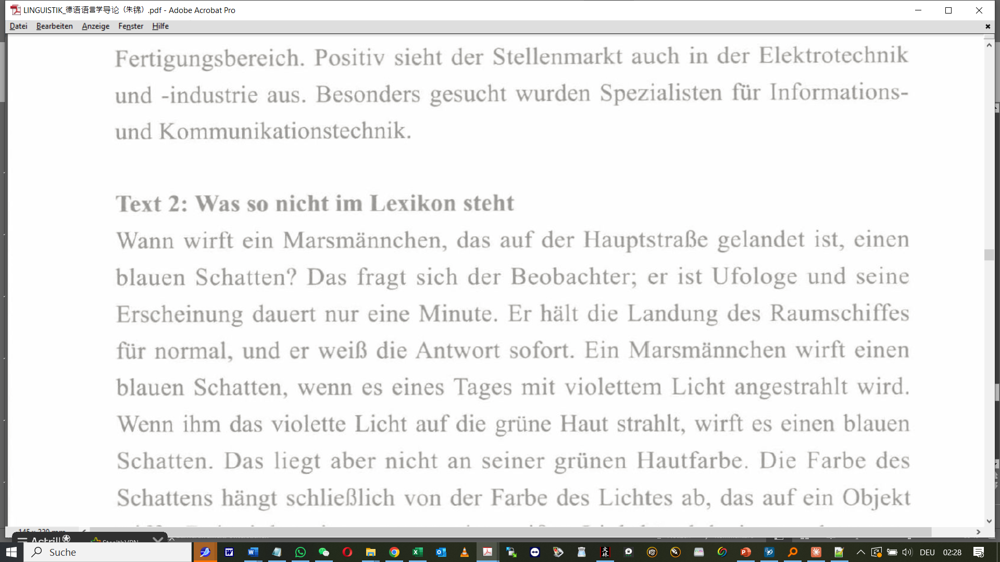 LINGUISTIK_德语语言学导论（朱锦）.pdf - Adobe Acrobat Pro
Datei Bearbeiten Anzeige Fenster Hilfe
Fertigungsbereich. Positiv sieht der Stellenmarkt auch in der Elektrotechnik
und -industrie aus. Besonders gesucht wurden Spezialisten für Informations-
und Kommunikationstechnik.
Text 2: Was so nicht im Lexikon steht
Wann wirft ein Marsmännchen, das auf der Hauptstraße gelandet ist, einen
blauen Schatten? Das fragt sich der Beobachter; er ist Ufologe und seine
Erscheinung dauert nur eine Minute. Er hält die Landung des Raumschiffes
für normal, und er weiß die Antwort sofort. Ein Marsmännchen wirft einen
blauen Schatten, wenn es eines Tages mit violettem Licht angestrahlt wird.
Wenn ihm das violette Licht auf die grüne Haut strahlt, wirft es einen blauen
Schatten. Das liegt aber nicht an seiner grünen Hautfarbe. Die Farbe des
Schattens hängt schließlich von der Farbe des Lichtes ab, das auf ein Objekt
Astrill StealthVPN
Suche
DEU 02:28